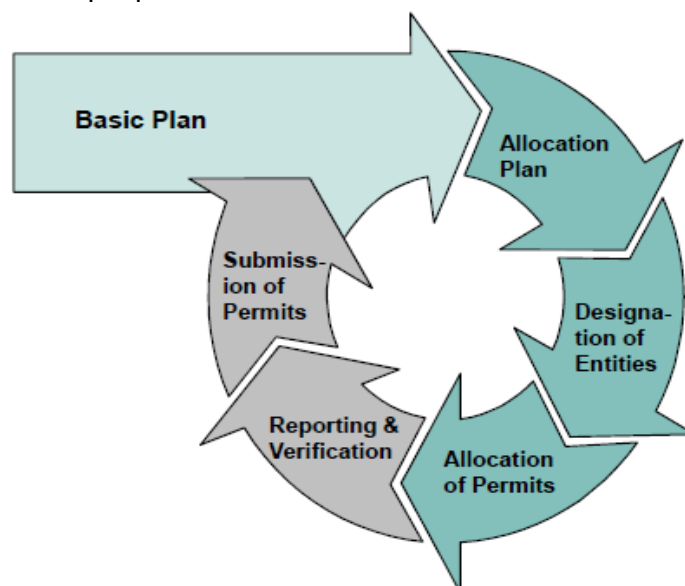 Basic Plan
Allocation
Plan
Designa-
tion of
Entities
Allocation
of Permits
Reporting &
Verification
Submiss-
ion of
Permits